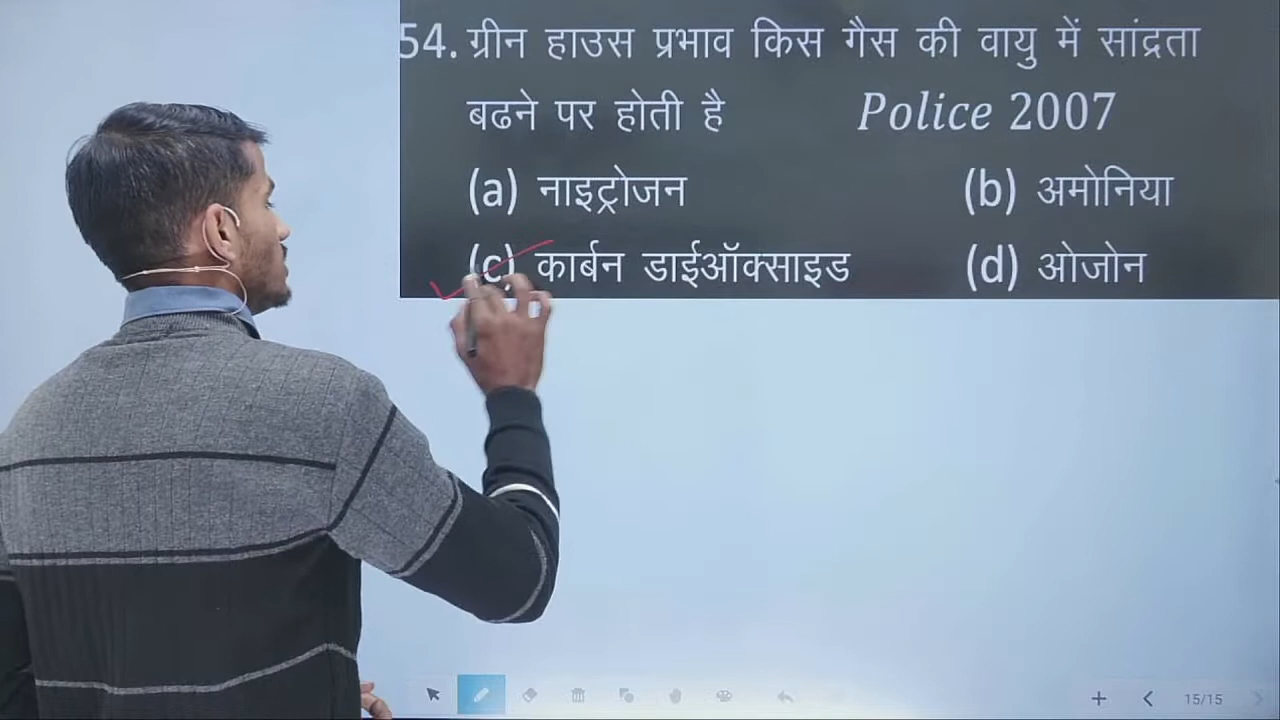 54. ग्रीन हाउस प्रभाव किस गैस की वायु में सांद्रता
बढने पर होती है Police 2007
(a) नाइट्रोजन (b) अमोनिया
(c) कार्बन डाईऑक्साइड (d) ओजोन
15/15